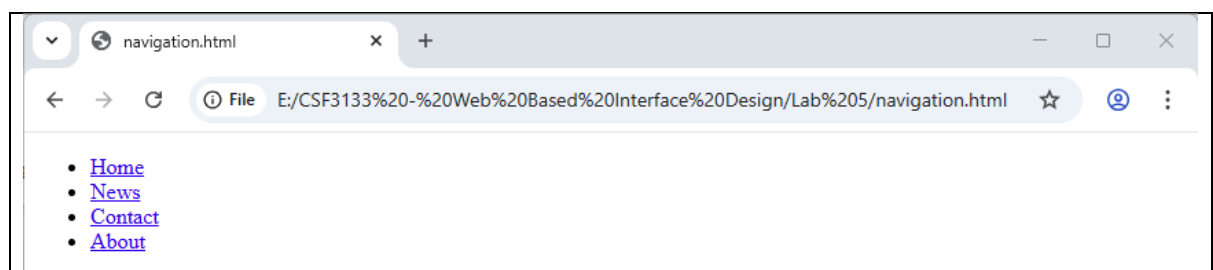 navigation.html
File E:/CSF3133%20-%20Web%20Based%20Interface%20Design/Lab%205/navigation.html
Home
News
Contact
About